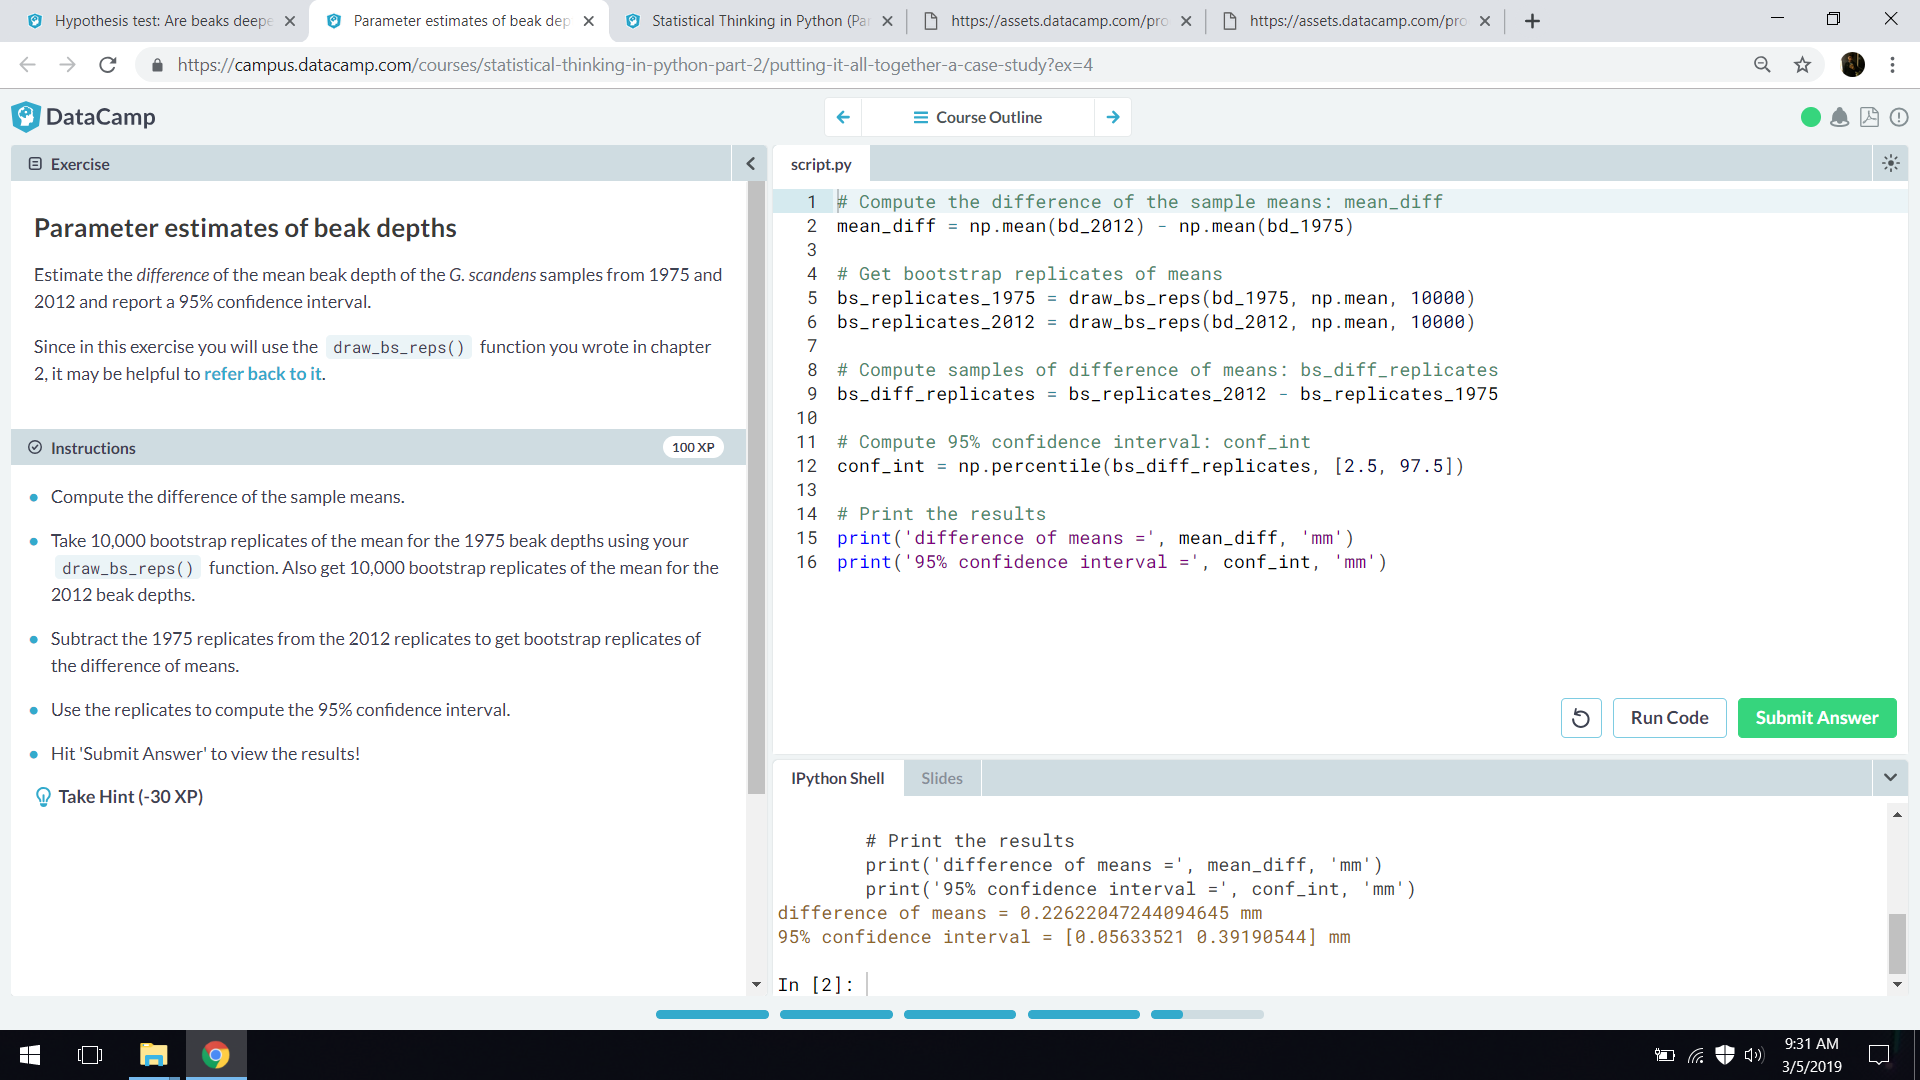 Hypothesis test: Are beaks deepe
Parameter estimates of beak dep
Statistical Thinking in Python (Par
https://assets.datacamp.com/pro
https://assets.datacamp.com/pro
https://campus.datacamp.com/courses/statistical-thinking-in-python-part-2/putting-it-all-together-a-case-study?ex=4
DataCamp
Course Outline
Exercise
Parameter estimates of beak depths
Estimate the difference of the mean beak depth of the G. scandens samples from 1975 and
2012 and report a 95% confidence interval.
Since in this exercise you will use the draw_bs_reps() function you wrote in chapter
2, it may be helpful to refer back to it.
Instructions
100 XP
Compute the difference of the sample means.
Take 10,000 bootstrap replicates of the mean for the 1975 beak depths using your
draw_bs_reps() function. Also get 10,000 bootstrap replicates of the mean for the
2012 beak depths.
Subtract the 1975 replicates from the 2012 replicates to get bootstrap replicates of
the difference of means.
Use the replicates to compute the 95% confidence interval.
Hit 'Submit Answer' to view the results!
Take Hint (-30 XP)
script.py
1 # Compute the difference of the sample means: mean_diff
2 mean_diff = np.mean(bd_2012) - np.mean(bd_1975)
3
4 # Get bootstrap replicates of means
5 bs_replicates_1975 = draw_bs_reps(bd_1975, np.mean, 10000)
6 bs_replicates_2012 = draw_bs_reps(bd_2012, np.mean, 10000)
7
8 # Compute samples of difference of means: bs_diff_replicates
9 bs_diff_replicates = bs_replicates_2012 - bs_replicates_1975
10
11 # Compute 95% confidence interval: conf_int
12 conf_int = np.percentile(bs_diff_replicates, [2.5, 97.5])
13
14 # Print the results
15 print('difference of means =', mean_diff, 'mm')
16 print('95% confidence interval =', conf_int, 'mm')
Run Code
Submit Answer
IPython Shell
Slides
# Print the results
print('difference of means =', mean_diff, 'mm')
print('95% confidence interval =', conf_int, 'mm')
difference of means = 0.22622047244094645 mm
95% confidence interval = [0.05633521 0.39190544] mm
In [2]:
9:31 AM
3/5/2019